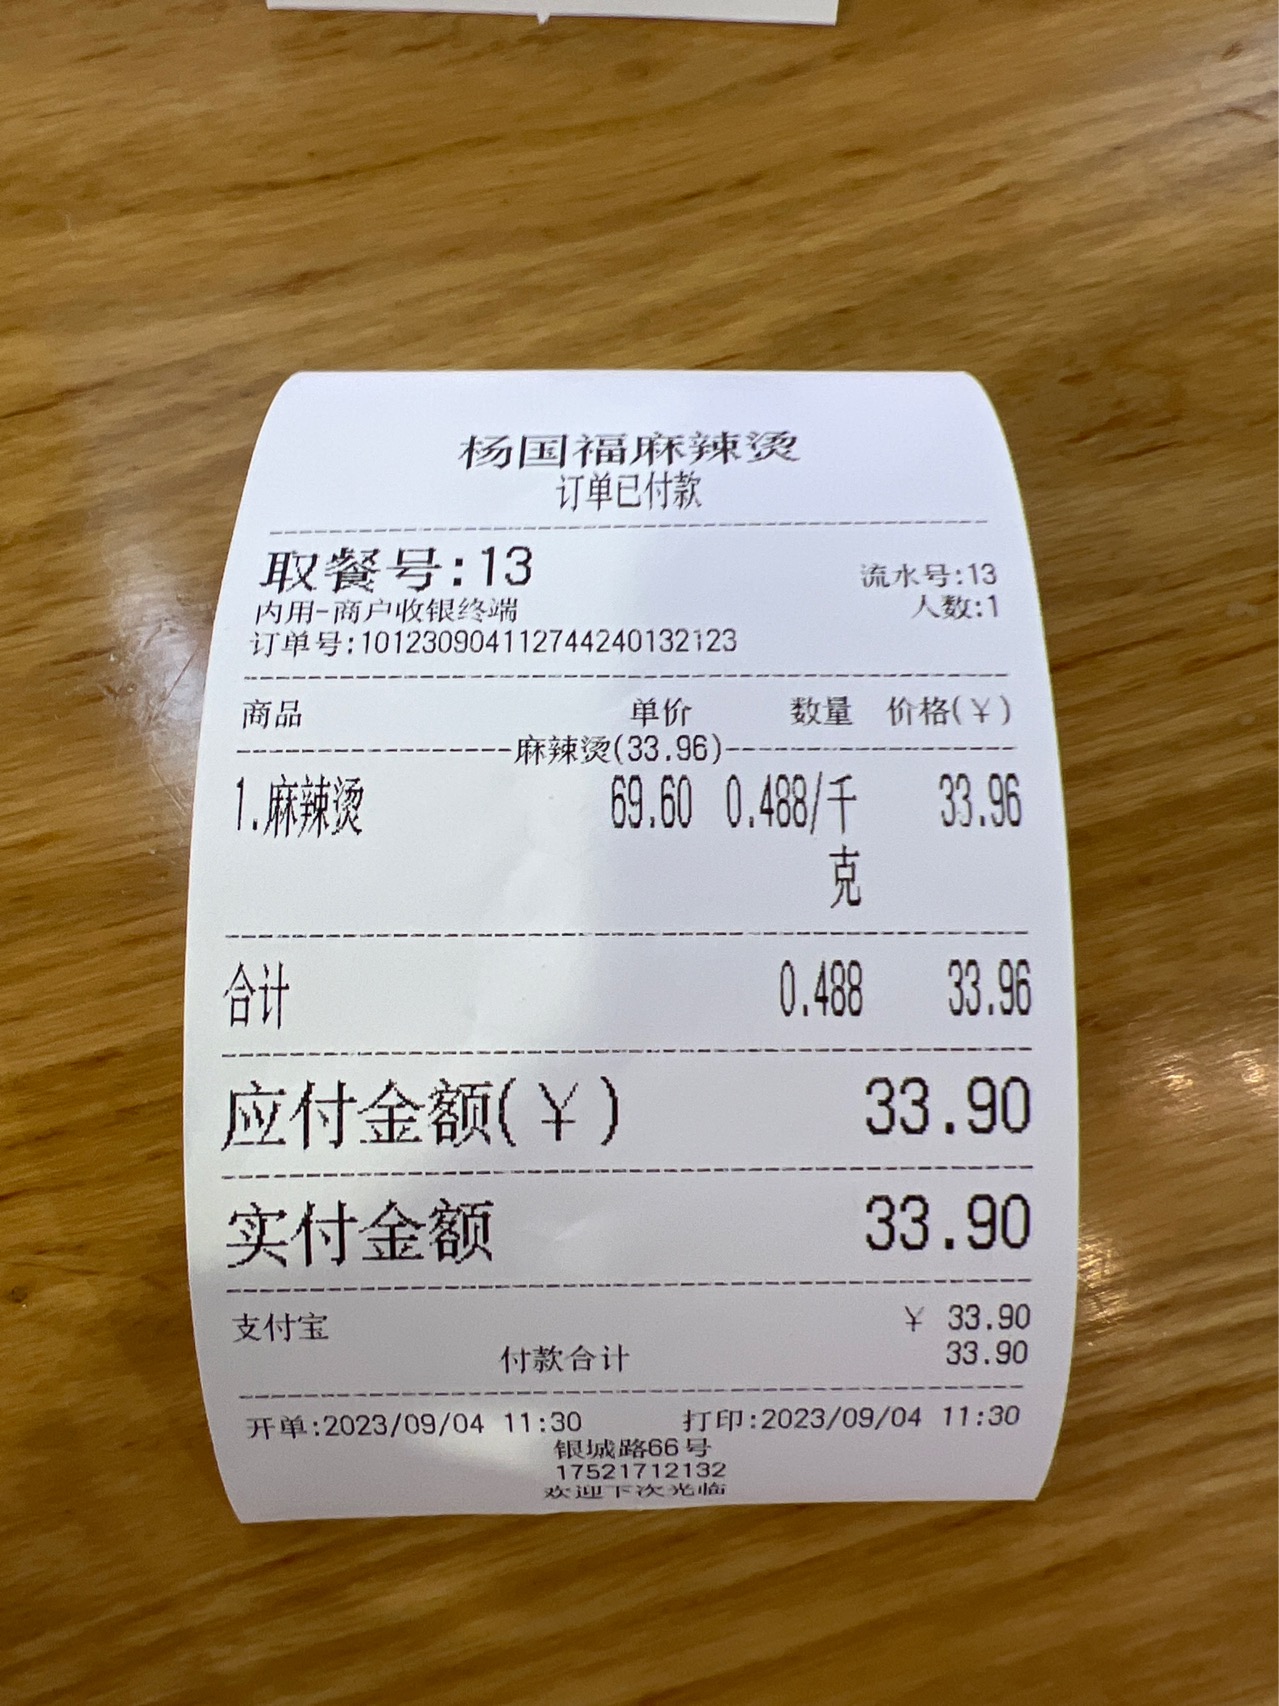 杨国福麻辣烫
订单已付款
取餐号:13
流水号:13
内用-商户收银终端
人数:1
订单号:101230904112744240132123
商品 单价 数量 价格(¥)
麻辣烫(33.96)
1.麻辣烫 69.60 0.488/千 33.96
克
合计 0.488 33.96
应付金额(¥) 33.90
实付金额 33.90
支付宝 ¥ 33.90
付款合计 33.90
开单:2023/09/04 11:30 打印:2023/09/04 11:30
银城路66号
17521712132
欢迎下次光临